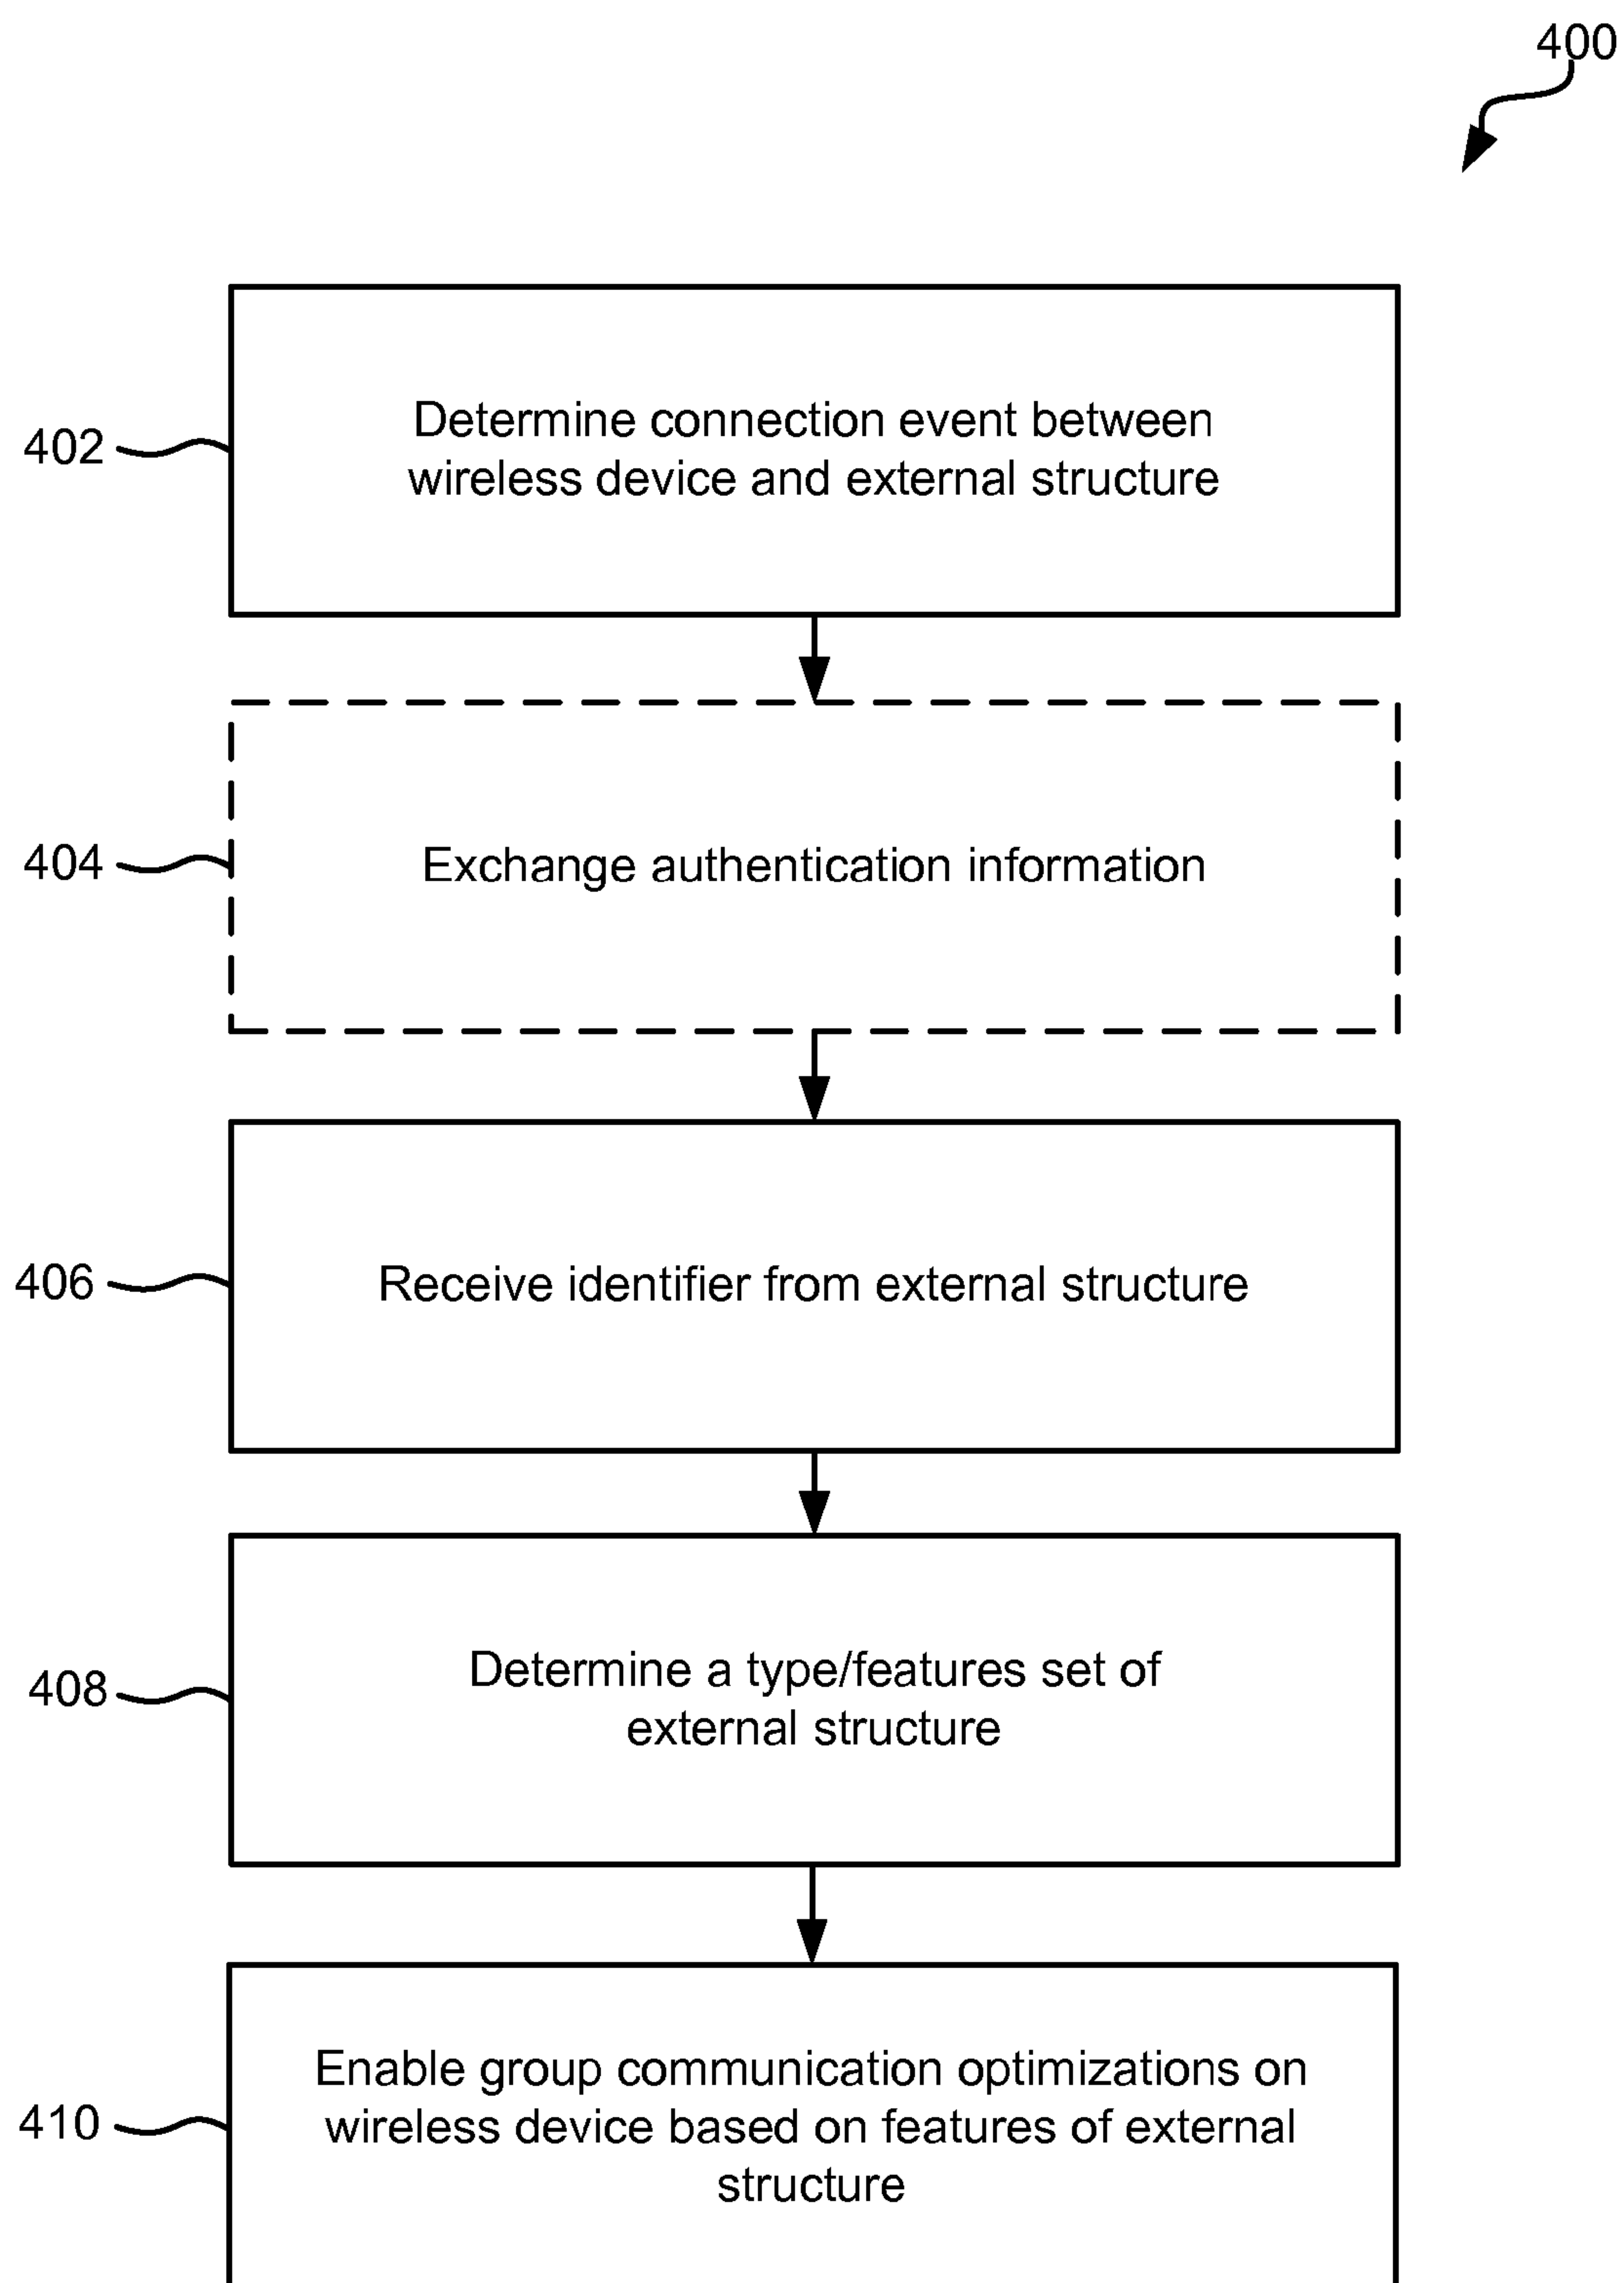 400
402
Determine connection event between
wireless device and external structure
404
Exchange authentication information
406
Receive identifier from external structure
408
Determine a type/features set of
external structure
410
Enable group communication optimizations on
wireless device based on features of external
structure